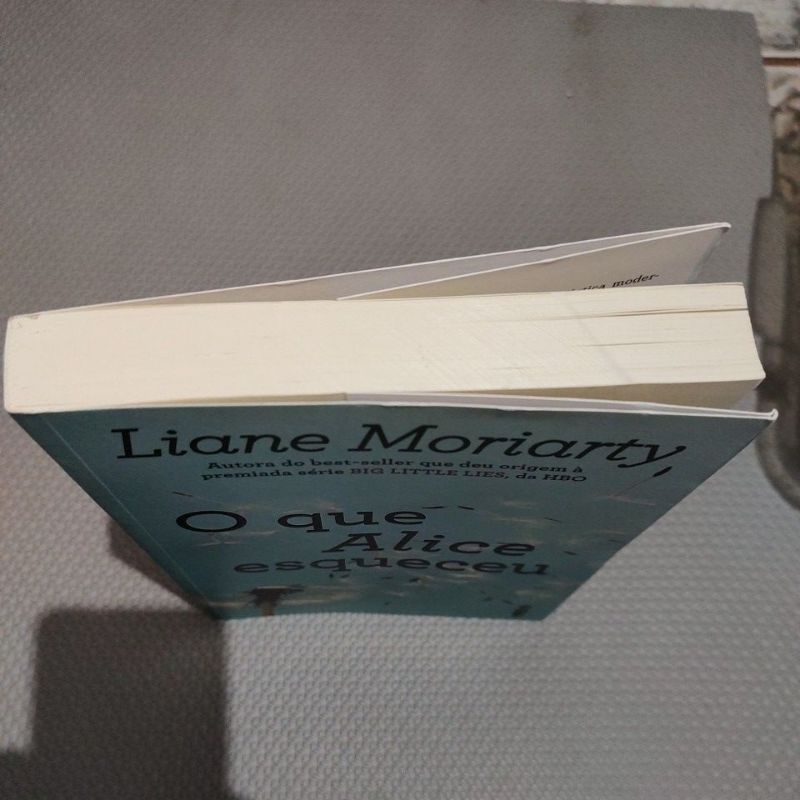 moder-
Liane Moriarty
Autora do best-seller que deu origem à
premiada série BIG LITTLE LIES, da HBO
O que
Alice
esqueceu